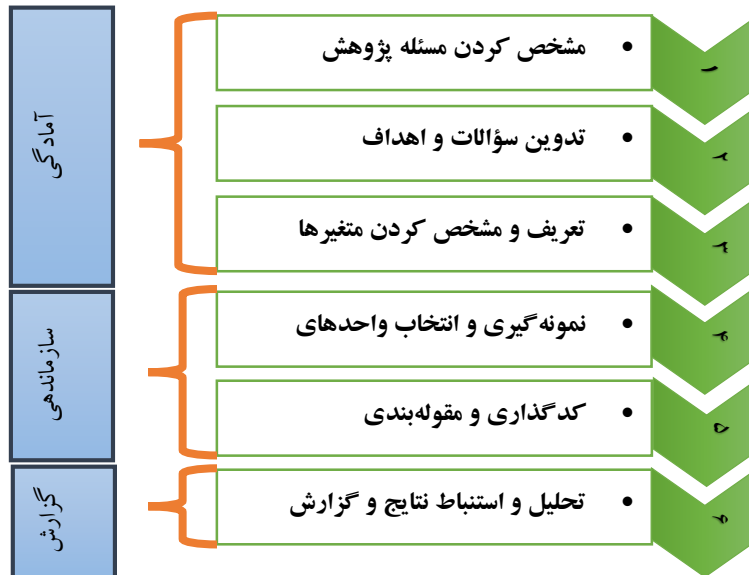 ۱
مشخص کردن مسئله پژوهش
۲
تدوین سؤالات و اهداف
۳
تعریف و مشخص کردن متغیرها
آمادگی
۴
نمونه‌گیری و انتخاب واحدهای
۵
کدگذاری و مقوله‌بندی
سازماندهی
۶
تحلیل و استنباط نتایج و گزارش
گزارش